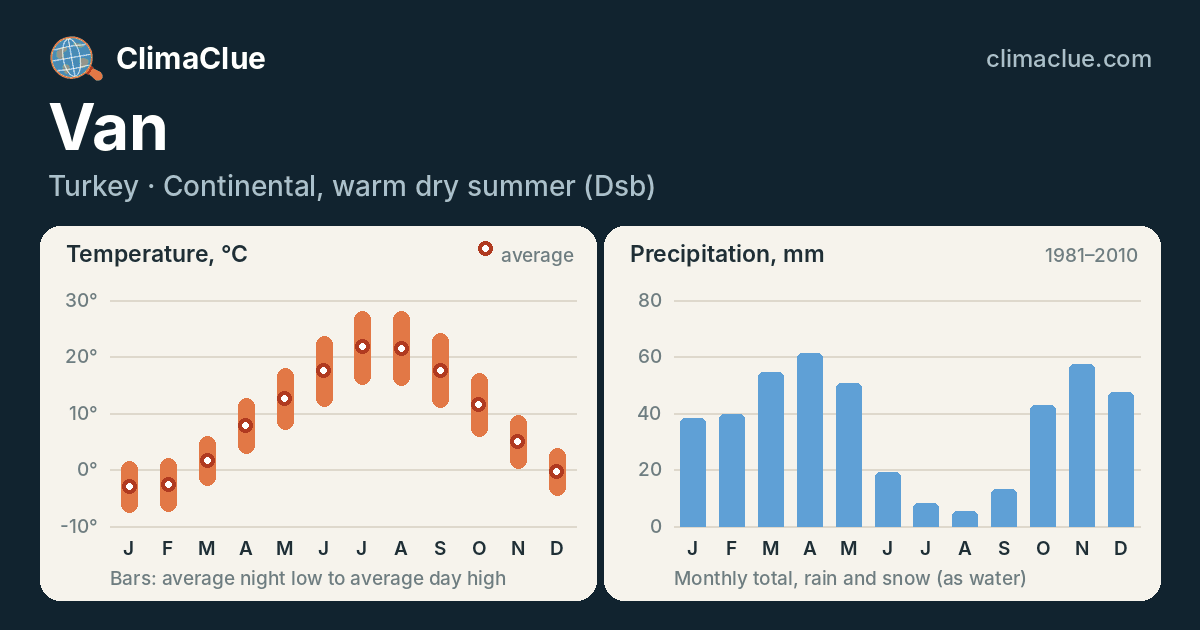 ClimaClue
climaclue.com
Van
Turkey · Continental, warm dry summer (Dsb)
Temperature, °C
average
30°
20°
10°
0°
-10°
J F M A M J J A S O N D
Bars: average night low to average day high
Precipitation, mm
1981–2010
80
60
40
20
0
J F M A M J J A S O N D
Monthly total, rain and snow (as water)